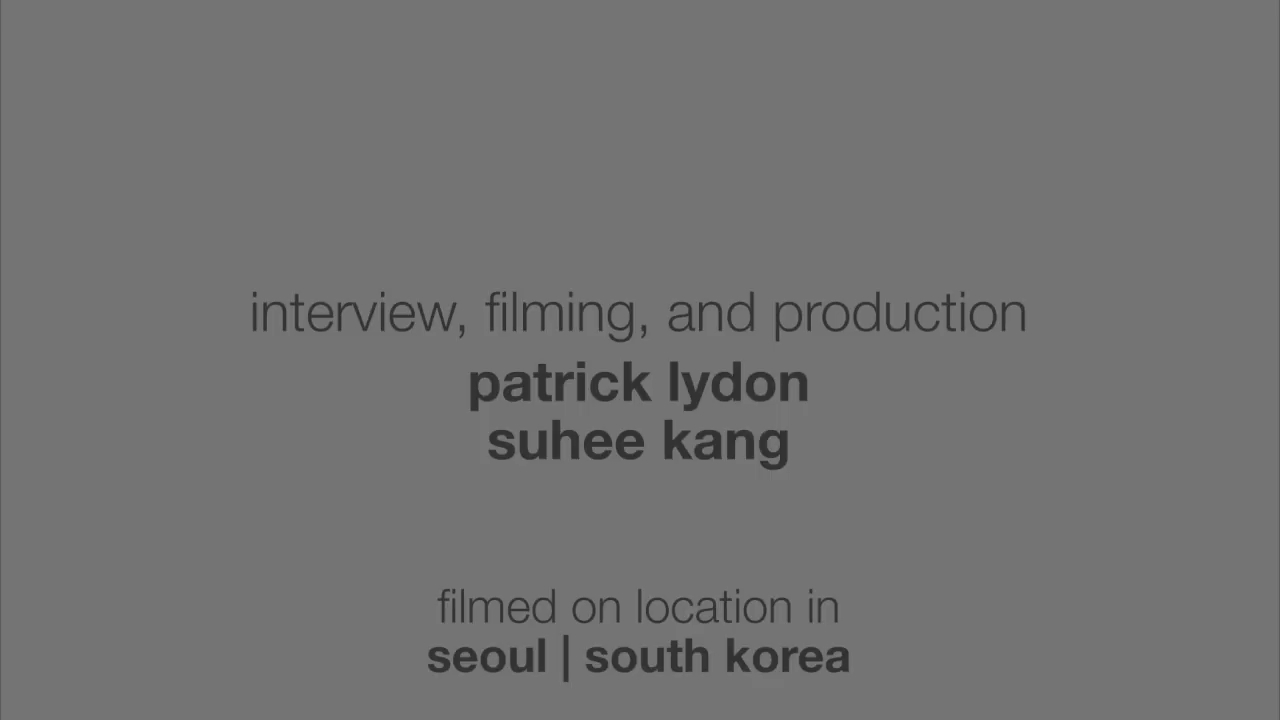 interview, filming, and production
patrick lydon
suhee kang
filmed on location in
seoul | south korea